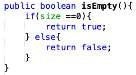 public boolean isEmpty(){
    if(size ==0){
        return true;
    } else{
        return false;
    }
}